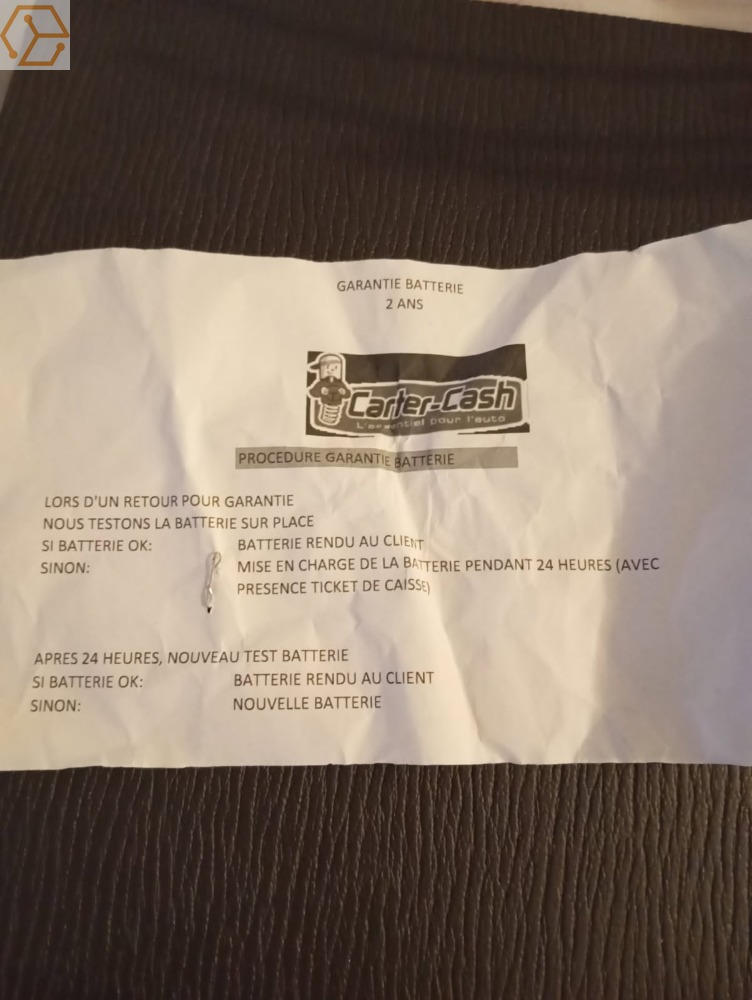 GARANTIE BATTERIE
2 ANS
Carter-Cash
L'essentiel pour l'auto
PROCEDURE GARANTIE BATTERIE
LORS D'UN RETOUR POUR GARANTIE
NOUS TESTONS LA BATTERIE SUR PLACE
SI BATTERIE OK: BATTERIE RENDU AU CLIENT
SINON: MISE EN CHARGE DE LA BATTERIE PENDANT 24 HEURES (AVEC
PRESENCE TICKET DE CAISSE)
APRES 24 HEURES, NOUVEAU TEST BATTERIE
SI BATTERIE OK: BATTERIE RENDU AU CLIENT
SINON: NOUVELLE BATTERIE